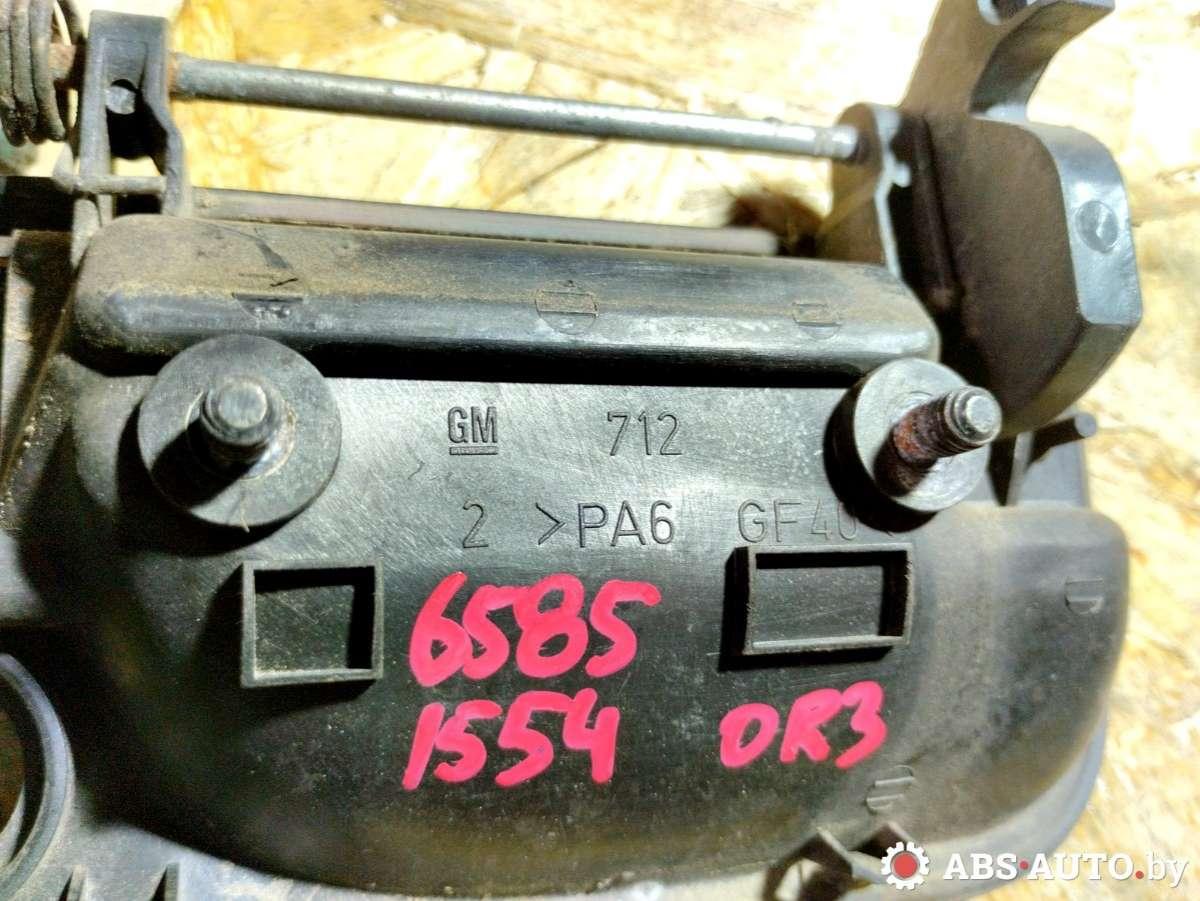 GM 712
2 >PA6 GF40
6585
1554 OR3
ABS-AUTO.by